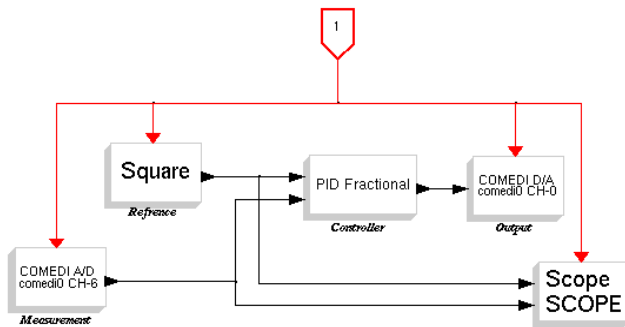 1
Square
Refrence
PID Fractional
Controller
COMEDI D/A
comedi0 CH-0
Output
COMEDI A/D
comedi0 CH-6
Measurement
Scope
SCOPE